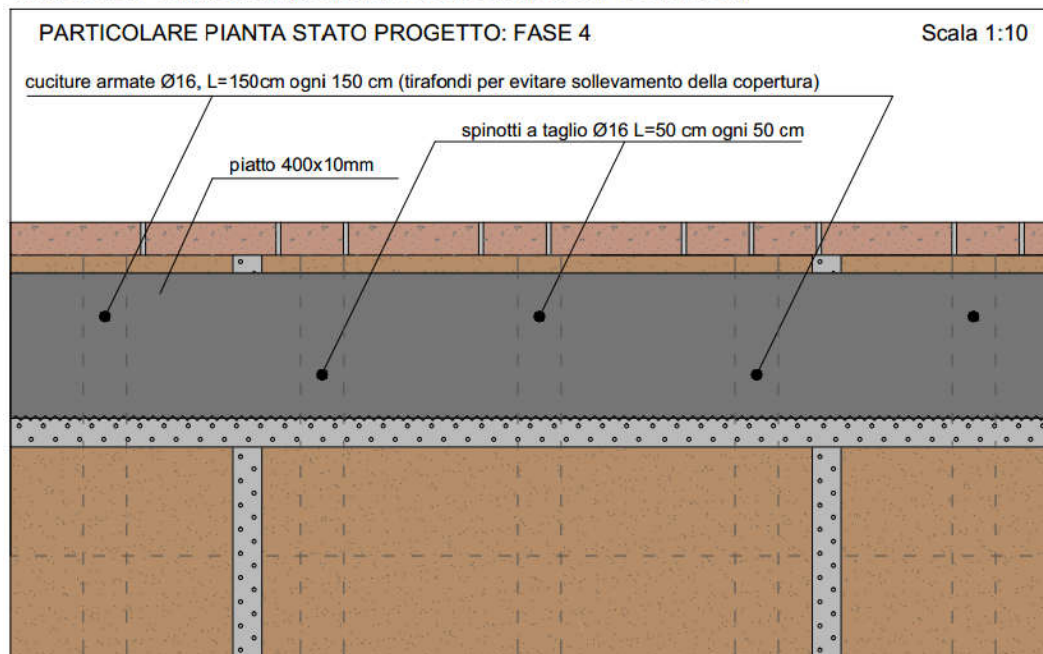 PARTICOLARE PIANTA STATO PROGETTO: FASE 4
Scala 1:10
cuciture armate Ø16, L=150cm ogni 150 cm (tirafondi per evitare sollevamento della copertura)
spinotti a taglio Ø16 L=50 cm ogni 50 cm
piatto 400x10mm